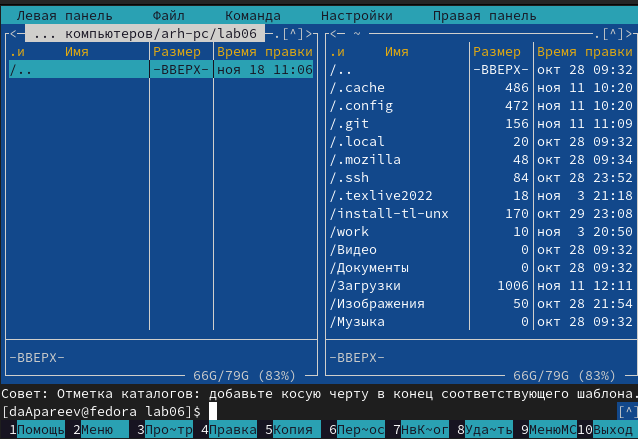 Левая панель Файл Команда Настройки Правая панель
<─ ... компьютеров/arh-pc/lab06 .[^]> <─ ~ .[^]>
.и Имя Размер Время правки .и Имя Размер Время правки
/.. -ВВЕРХ- ноя 18 11:06 /.. -ВВЕРХ- окт 28 09:32
/.cache 486 ноя 11 10:20
/.config 472 ноя 11 10:20
/.git 156 ноя 11 11:09
/.local 20 окт 28 09:32
/.mozilla 48 окт 28 09:34
/.ssh 84 окт 28 23:52
/.texlive2022 18 ноя 3 21:18
/install-tl-unx 170 окт 29 23:08
/work 10 ноя 3 20:50
/Видео 0 окт 28 09:32
/Документы 0 окт 28 09:32
/Загрузки 1006 ноя 11 12:11
/Изображения 50 окт 28 21:54
/Музыка 0 окт 28 09:32
-ВВЕРХ- -ВВЕРХ-
66G/79G (83%) 66G/79G (83%)
Совет: Отметка каталогов: добавьте косую черту в конец соответствующего шаблона.
[daApareev@fedora lab06]$ [^]
1Помощь 2Меню 3Про~тр 4Правка 5Копия 6Пер~ос 7НвК~ог 8Уда~ть 9МенюMC 10Выход